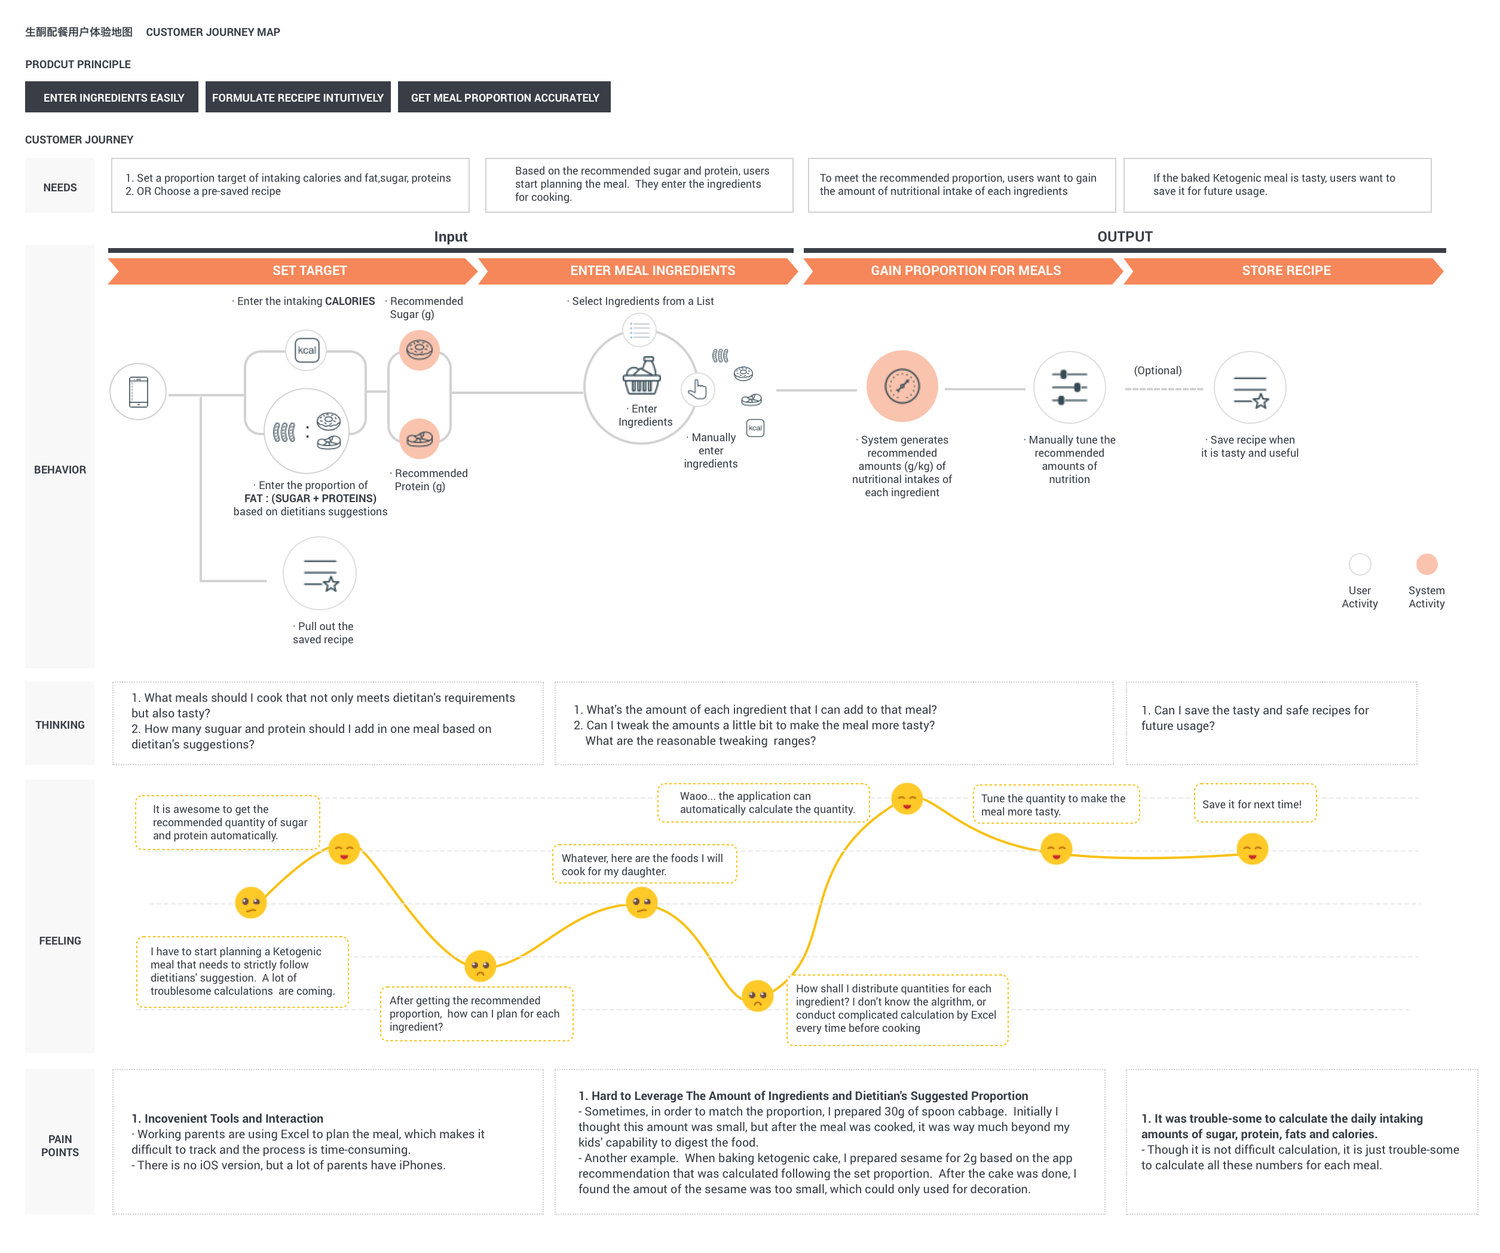 生酮配餐用户体验地图 CUSTOMER JOURNEY MAP
PRODCUT PRINCIPLE
ENTER INGREDIENTS EASILY
FORMULATE RECEIPE INTUITIVELY
GET MEAL PROPORTION ACCURATELY
CUSTOMER JOURNEY
NEEDS
1. Set a proportion target of intaking calories and fat,sugar, proteins
2. OR Choose a pre-saved recipe
Based on the recommended sugar and protein, users
start planning the meal. They enter the ingredients
for cooking.
To meet the recommended proportion, users want to gain
the amount of nutritional intake of each ingredients
If the baked Ketogenic meal is tasty, users want to
save it for future usage.
Input
OUTPUT
BEHAVIOR
SET TARGET
ENTER MEAL INGREDIENTS
GAIN PROPORTION FOR MEALS
STORE RECIPE
· Enter the intaking CALORIES
· Recommended
Sugar (g)
kcal
:
· Enter the proportion of
FAT : (SUGAR + PROTEINS)
based on dietitians suggestions
· Recommended
Protein (g)
· Pull out the
saved recipe
· Select Ingredients from a List
· Enter
Ingredients
· Manually
enter
ingredients
kcal
· System generates
recommended
amounts (g/kg) of
nutritional intakes of
each ingredient
· Manually tune the
recommended
amounts of
nutrition
(Optional)
· Save recipe when
it is tasty and useful
User
Activity
System
Activity
THINKING
1. What meals should I cook that not only meets dietitan's requirements
but also tasty?
2. How many suguar and protein should I add in one meal based on
dietitan's suggestions?
1. What's the amount of each ingredient that I can add to that meal?
2. Can I tweak the amounts a little bit to make the meal more tasty?
What are the reasonable tweaking ranges?
1. Can I save the tasty and safe recipes for
future usage?
FEELING
It is awesome to get the
recommended quantity of sugar
and protein automatically.
I have to start planning a Ketogenic
meal that needs to strictly follow
dietitians' suggestion. A lot of
troublesome calculations are coming.
After getting the recommended
proportion, how can I plan for each
ingredient?
Whatever, here are the foods I will
cook for my daughter.
Waoo... the application can
automatically calculate the quantity.
How shall I distribute quantities for each
ingredient? I don't know the algrithm, or
conduct complicated calculation by Excel
every time before cooking
Tune the quantity to make the
meal more tasty.
Save it for next time!
PAIN
POINTS
1. Incovenient Tools and Interaction
· Working parents are using Excel to plan the meal, which makes it
difficult to track and the process is time-consuming.
- There is no iOS version, but a lot of parents have iPhones.
1. Hard to Leverage The Amount of Ingredients and Dietitian's Suggested Proportion
- Sometimes, in order to match the proportion, I prepared 30g of spoon cabbage. Initially I
thought this amount was small, but after the meal was cooked, it was way much beyond my
kids' capability to digest the food.
- Another example. When baking ketogenic cake, I prepared sesame for 2g based on the app
recommendation that was calculated following the set proportion. After the cake was done, I
found the amout of the sesame was too small, which could only used for decoration.
1. It was trouble-some to calculate the daily intaking
amounts of sugar, protein, fats and calories.
- Though it is not difficult calculation, it is just trouble-some
to calculate all these numbers for each meal.